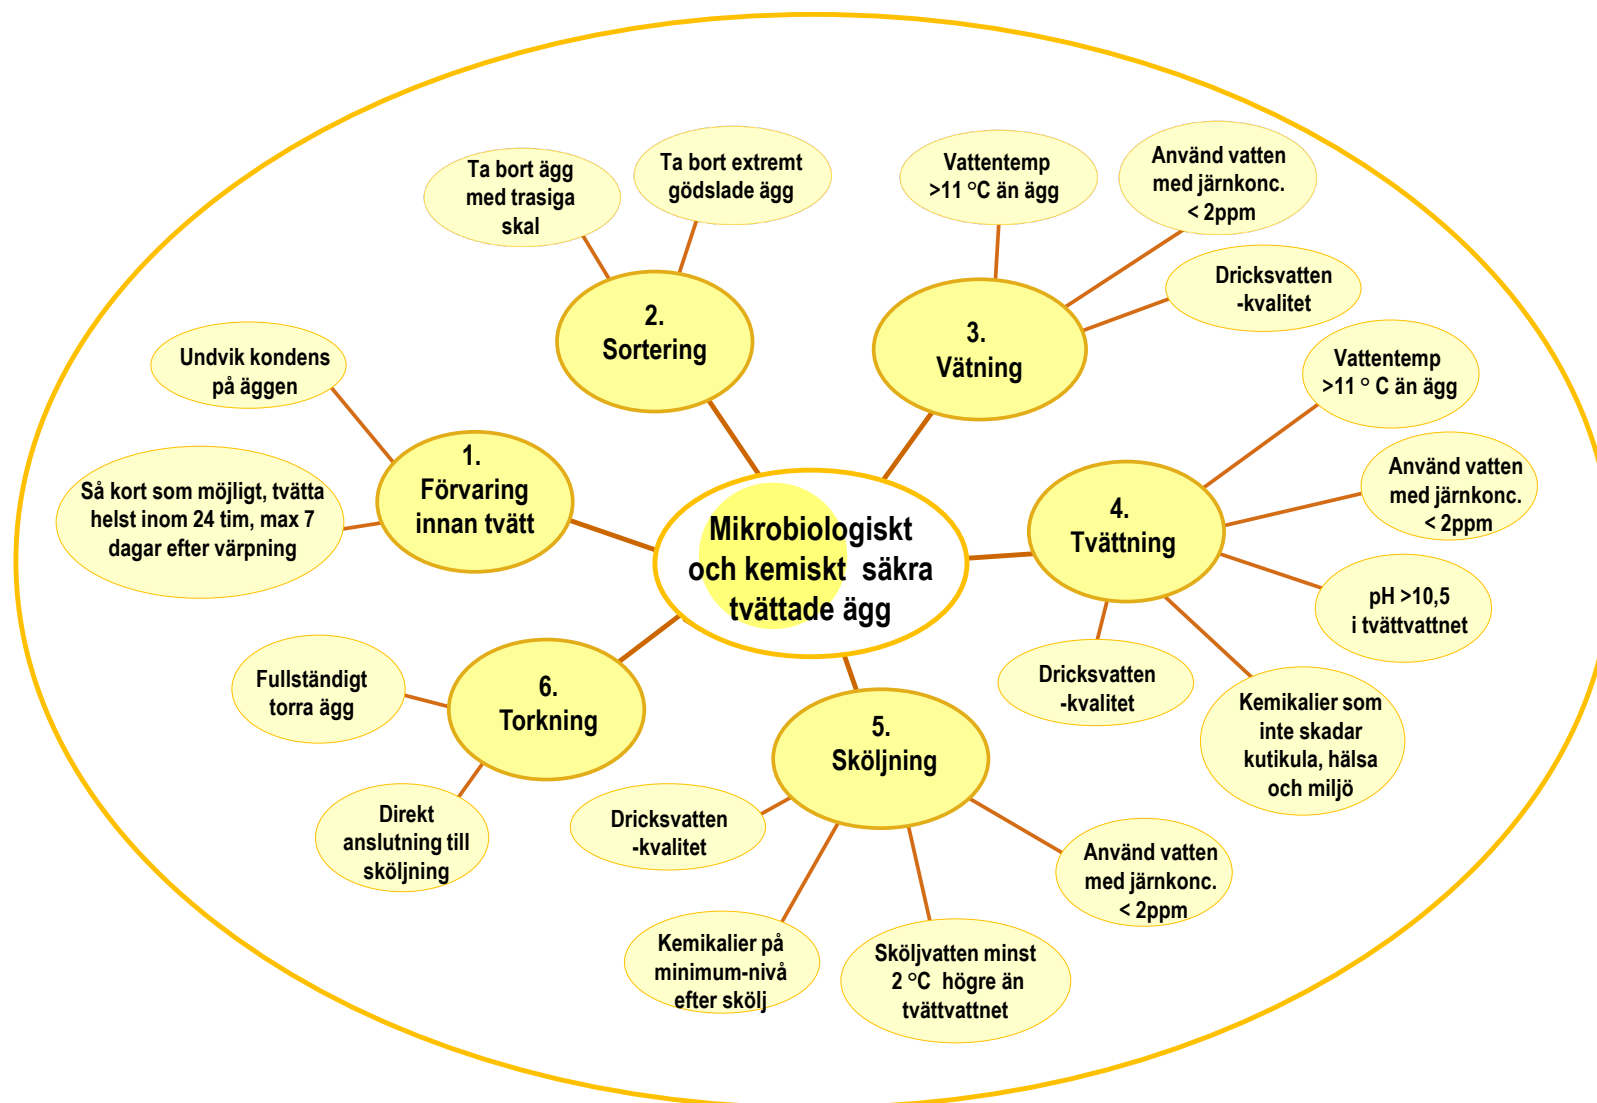 Mikrobiologiskt
och kemiskt säkra
tvättade ägg
1.
Förvaring
innan tvätt
Undvik kondens
på äggen
Så kort som möjligt, tvätta
helst inom 24 tim, max 7
dagar efter värpning
2.
Sortering
Ta bort ägg
med trasiga
skal
Ta bort extremt
gödslade ägg
3.
Vätning
Vattentemp
>11 °C än ägg
Använd vatten
med järnkonc.
< 2ppm
Dricksvatten
-kvalitet
4.
Tvättning
Vattentemp
>11 ° C än ägg
Använd vatten
med järnkonc.
< 2ppm
pH >10,5
i tvättvattnet
Kemikalier som
inte skadar
kutikula, hälsa
och miljö
Dricksvatten
-kvalitet
5.
Sköljning
Använd vatten
med järnkonc.
< 2ppm
Sköljvatten minst
2 °C högre än
tvättvattnet
Kemikalier på
minimum-nivå
efter skölj
Dricksvatten
-kvalitet
6.
Torkning
Fullständigt
torra ägg
Direkt
anslutning till
sköljning